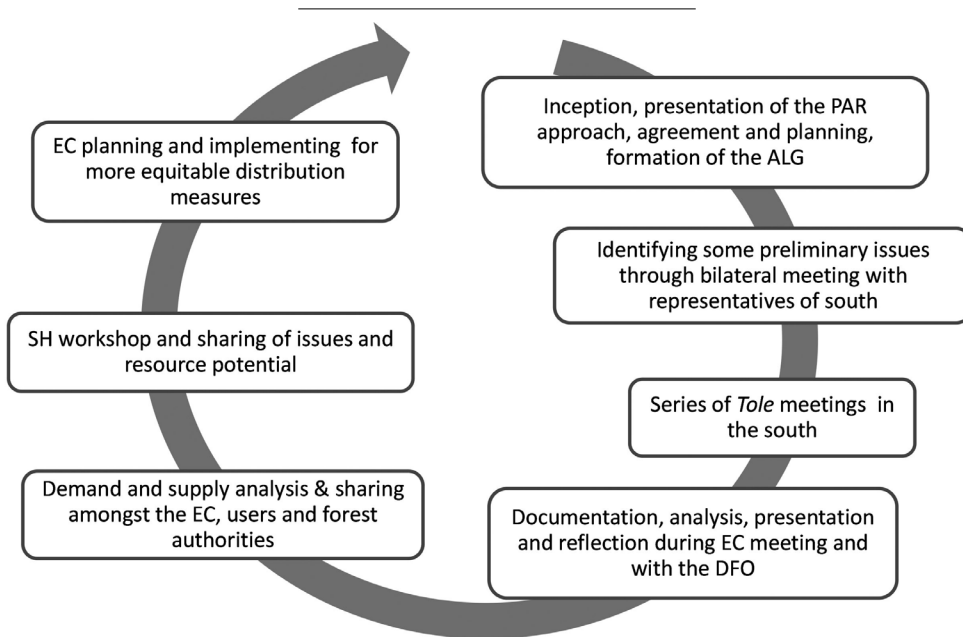 Inception, presentation of the PAR
approach, agreement and planning,
formation of the ALG
Identifying some preliminary issues
through bilateral meeting with
representatives of south
Series of Tole meetings in
the south
Documentation, analysis, presentation
and reflection during EC meeting and
with the DFO
Demand and supply analysis & sharing
amongst the EC, users and forest
authorities
SH workshop and sharing of issues and
resource potential
EC planning and implementing for
more equitable distribution
measures